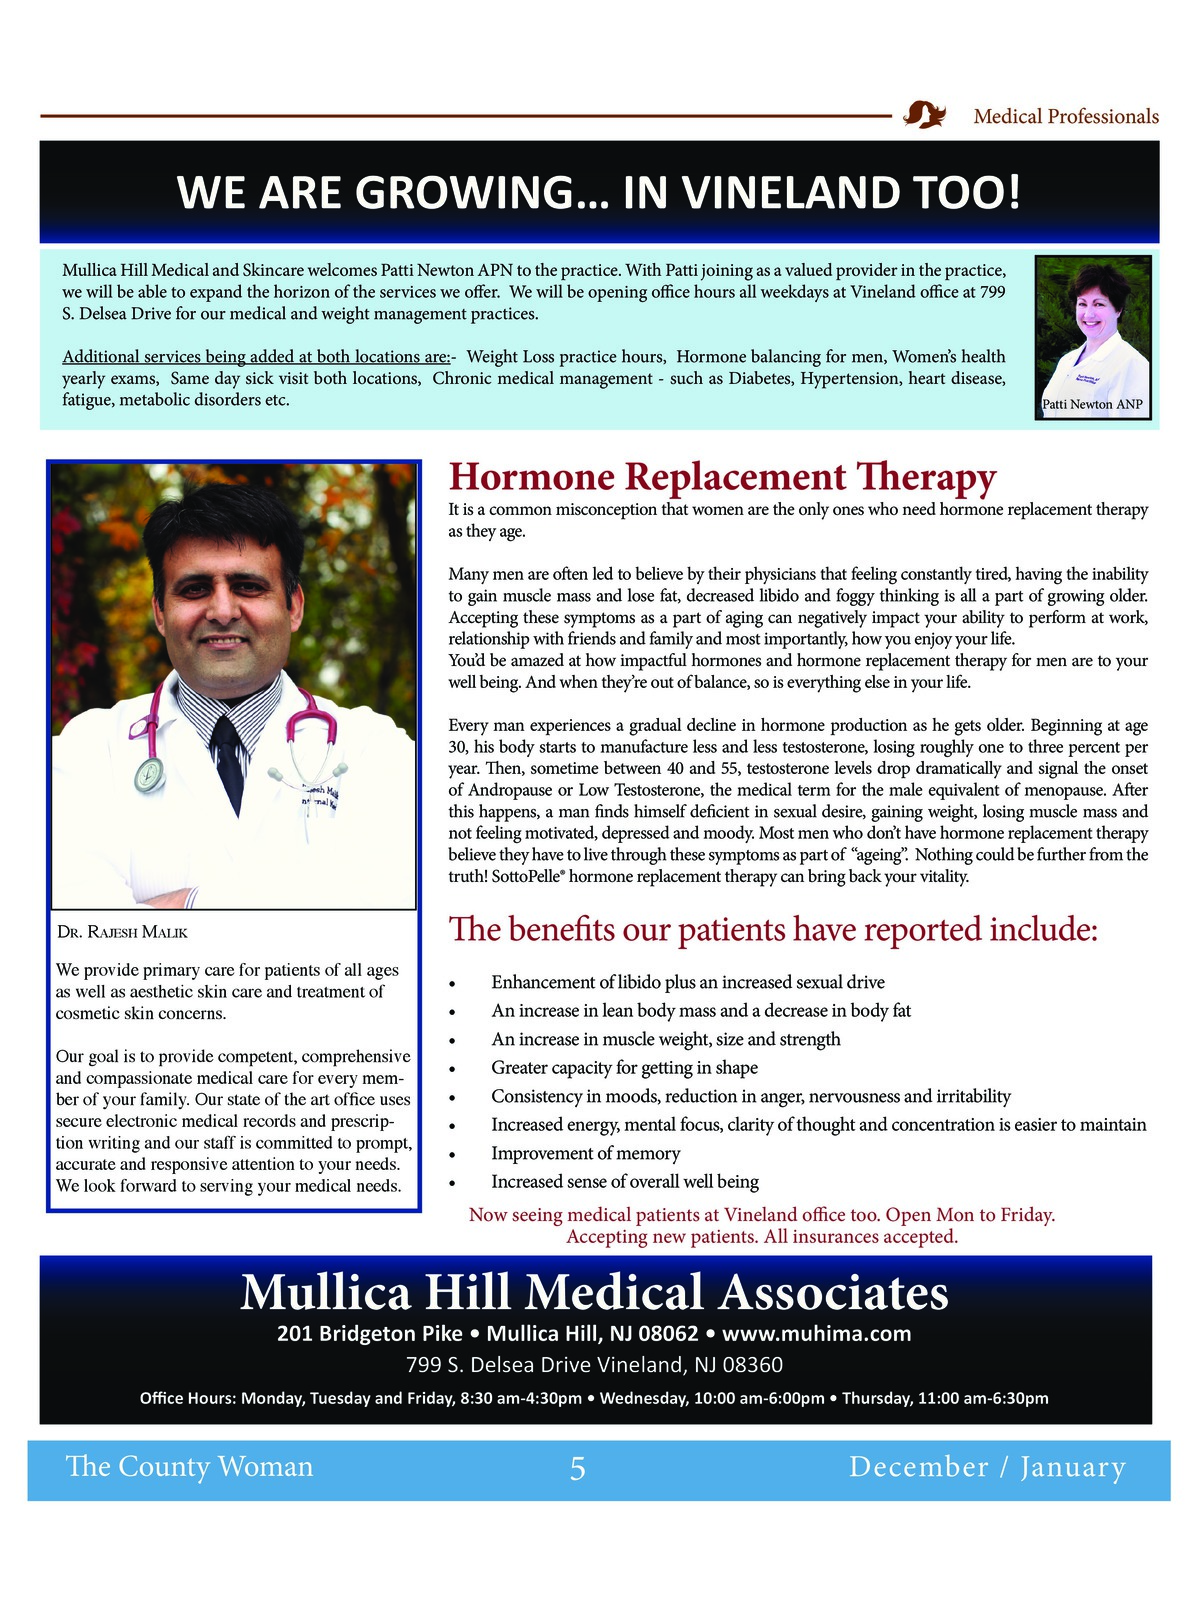 Medical Professionals
WE ARE GROWING... IN VINELAND TOO!
Mullica Hill Medical and Skincare welcomes Patti Newton APN to the practice. With Patti joining as a valued provider in the practice,
we will be able to expand the horizon of the services we offer. We will be opening office hours all weekdays at Vineland office at 799
S. Delsea Drive for our medical and weight management practices.
Additional services being added at both locations are:- Weight Loss practice hours, Hormone balancing for men, Women's health
yearly exams, Same day sick visit both locations, Chronic medical management - such as Diabetes, Hypertension, heart disease,
fatigue, metabolic disorders etc.
Patti Newton ANP
DR. RAJESH MALIK
We provide primary care for patients of all ages
as well as aesthetic skin care and treatment of
cosmetic skin concerns.
Our goal is to provide competent, comprehensive
and compassionate medical care for every mem-
ber of your family. Our state of the art office uses
secure electronic medical records and prescrip-
tion writing and our staff is committed to prompt,
accurate and responsive attention to your needs.
We look forward to serving your medical needs.
Hormone Replacement Therapy
It is a common misconception that women are the only ones who need hormone replacement therapy
as they age.
Many men are often led to believe by their physicians that feeling constantly tired, having the inability
to gain muscle mass and lose fat, decreased libido and foggy thinking is all a part of growing older.
Accepting these symptoms as a part of aging can negatively impact your ability to perform at work,
relationship with friends and family and most importantly, how you enjoy your life.
You'd be amazed at how impactful hormones and hormone replacement therapy for men are to your
well being. And when they're out of balance, so is everything else in your life.
Every man experiences a gradual decline in hormone production as he gets older. Beginning at age
30, his body starts to manufacture less and less testosterone, losing roughly one to three percent per
year. Then, sometime between 40 and 55, testosterone levels drop dramatically and signal the onset
of Andropause or Low Testosterone, the medical term for the male equivalent of menopause. After
this happens, a man finds himself deficient in sexual desire, gaining weight, losing muscle mass and
not feeling motivated, depressed and moody. Most men who don't have hormone replacement therapy
believe they have to live through these symptoms as part of "ageing". Nothing could be further from the
truth! SottoPelle® hormone replacement therapy can bring back your vitality.
The benefits our patients have reported include:
• Enhancement of libido plus an increased sexual drive
• An increase in lean body mass and a decrease in body fat
• An increase in muscle weight, size and strength
• Greater capacity for getting in shape
• Consistency in moods, reduction in anger, nervousness and irritability
• Increased energy, mental focus, clarity of thought and concentration is easier to maintain
• Improvement of memory
• Increased sense of overall well being
Now seeing medical patients at Vineland office too. Open Mon to Friday.
Accepting new patients. All insurances accepted.
Mullica Hill Medical Associates
201 Bridgeton Pike • Mullica Hill, NJ 08062 • www.muhima.com
799 S. Delsea Drive Vineland, NJ 08360
Office Hours: Monday, Tuesday and Friday, 8:30 am-4:30pm • Wednesday, 10:00 am-6:00pm • Thursday, 11:00 am-6:30pm
The County Woman 5 December / January